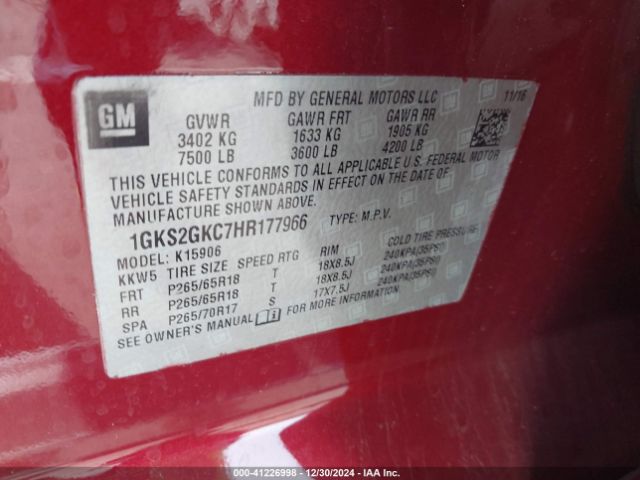 GM
MFD BY GENERAL MOTORS LLC 11/16
GVWR GAWR FRT GAWR RR
3402 KG 1633 KG 1905 KG
7500 LB 3600 LB 4200 LB
THIS VEHICLE CONFORMS TO ALL APPLICABLE U.S. FEDERAL MOTOR
VEHICLE SAFETY STANDARDS IN EFFECT ON THE DATE OF
MANUFACTURE SHOWN ABOVE.
1GKS2GKC7HR177966 TYPE: M.P.V.
MODEL: K15906
KKW5 TIRE SIZE SPEED RTG RIM COLD TIRE PRESSURE
FRT P265/65R18 T 18X8.5J 240KPA(35PSI)
RR P265/65R18 T 18X8.5J 240KPA(35PSI)
SPA P265/70R17 S 17X7.5J
SEE OWNER'S MANUAL FOR MORE INFORMATION.
000-41226998 - 12/30/2024 - IAA Inc.